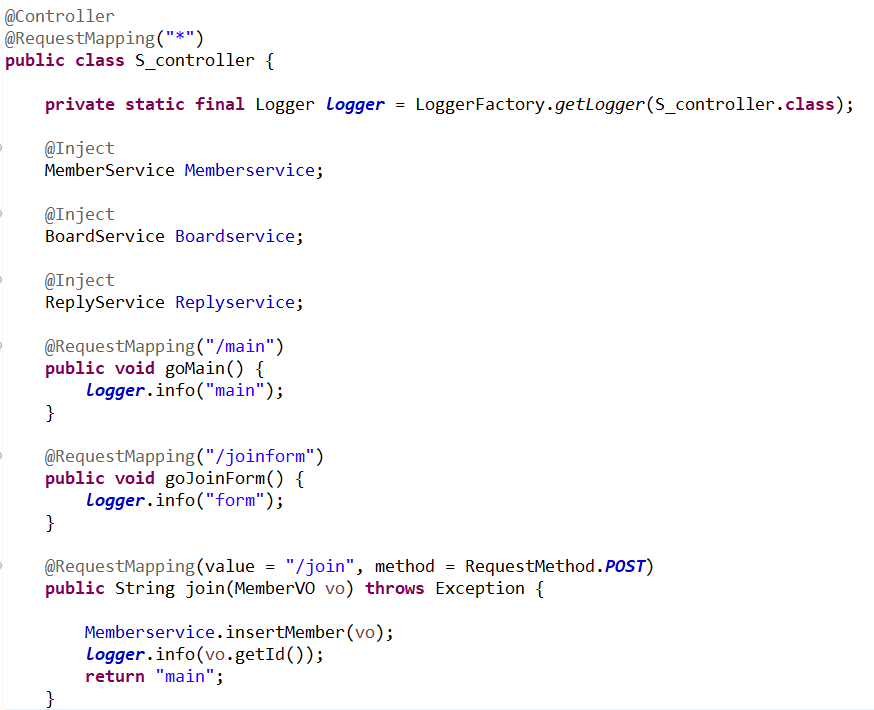 @Controller
@RequestMapping("*")
public class S_controller {
private static final Logger logger = LoggerFactory.getLogger(S_controller.class);
@Inject
MemberService Memberservice;
@Inject
BoardService Boardservice;
@Inject
ReplyService Replyservice;
@RequestMapping("/main")
public void goMain() {
logger.info("main");
}
@RequestMapping("/joinform")
public void goJoinForm() {
logger.info("form");
}
@RequestMapping(value = "/join", method = RequestMethod.POST)
public String join(MemberVO vo) throws Exception {
Memberservice.insertMember(vo);
logger.info(vo.getId());
return "main";
}